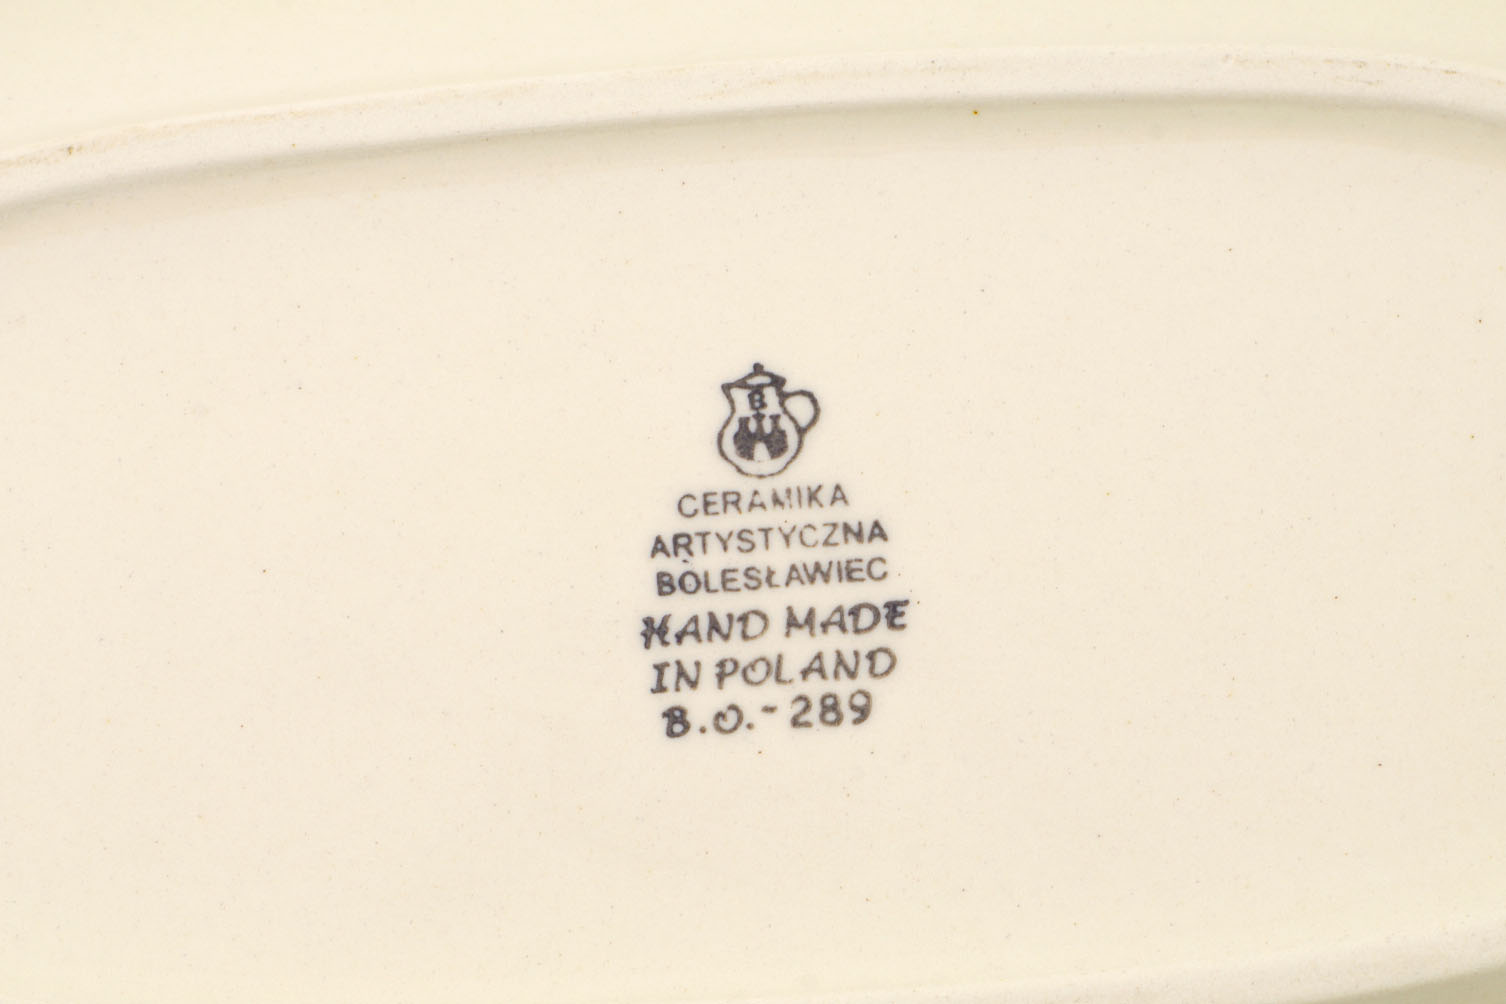 B
CERAMIKA
ARTYSTYCZNA
BOLESŁAWIEC
HAND MADE
IN POLAND
B.O.-289